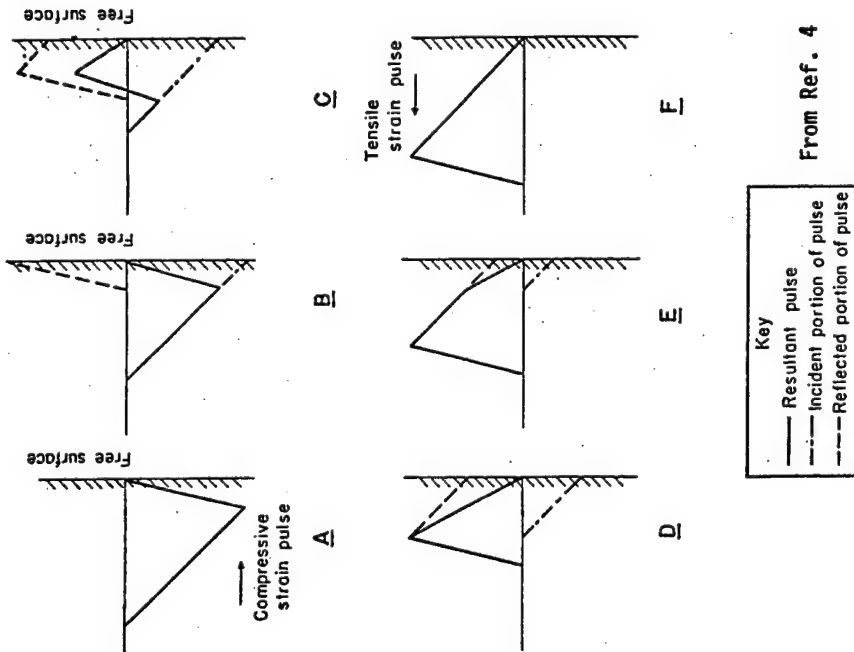 Free surface
Free surface
Free surface
Compressive
strain pulse
A
B
C
Tensile
strain pulse
D
E
F
Key
Resultant pulse
Incident portion of pulse
Reflected portion of pulse
From Ref. 4